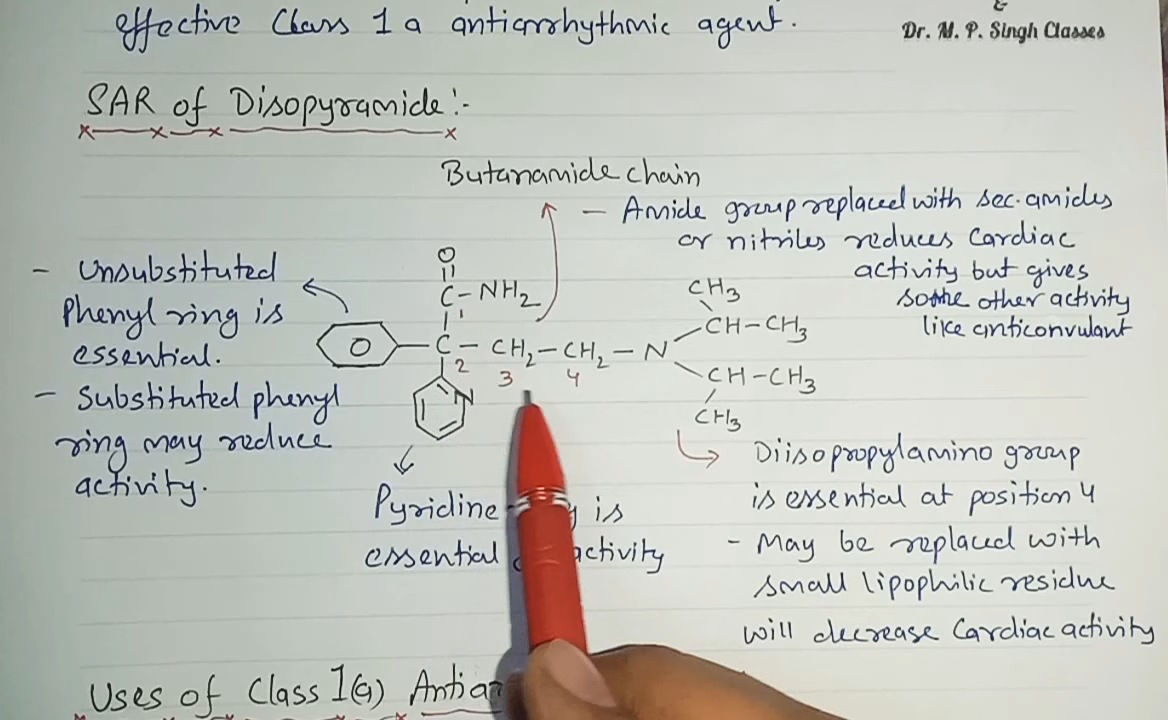 effective Class 1 a antiarrhythmic agent.
&
Dr. M. P. Singh Classes
SAR of Disopyramide:-
Butanamide chain
- Amide group replaced with sec. amides
or nitriles reduces Cardiac
activity but gives
some other activity
like anticonvulant
- Unsubstituted
Phenyl ring is
essential.
- Substituted phenyl
ring may reduce
activity.
O
C-NH2
C-CH2-CH2-N
2 3 4
N
CH3
CH-CH3
CH-CH3
CH3
Pyridine is
essential activity
Diisopropylamino group
is essential at position 4
- May be replaced with
small lipophilic residue
will decrease Cardiac activity
Uses of Class 1(a)